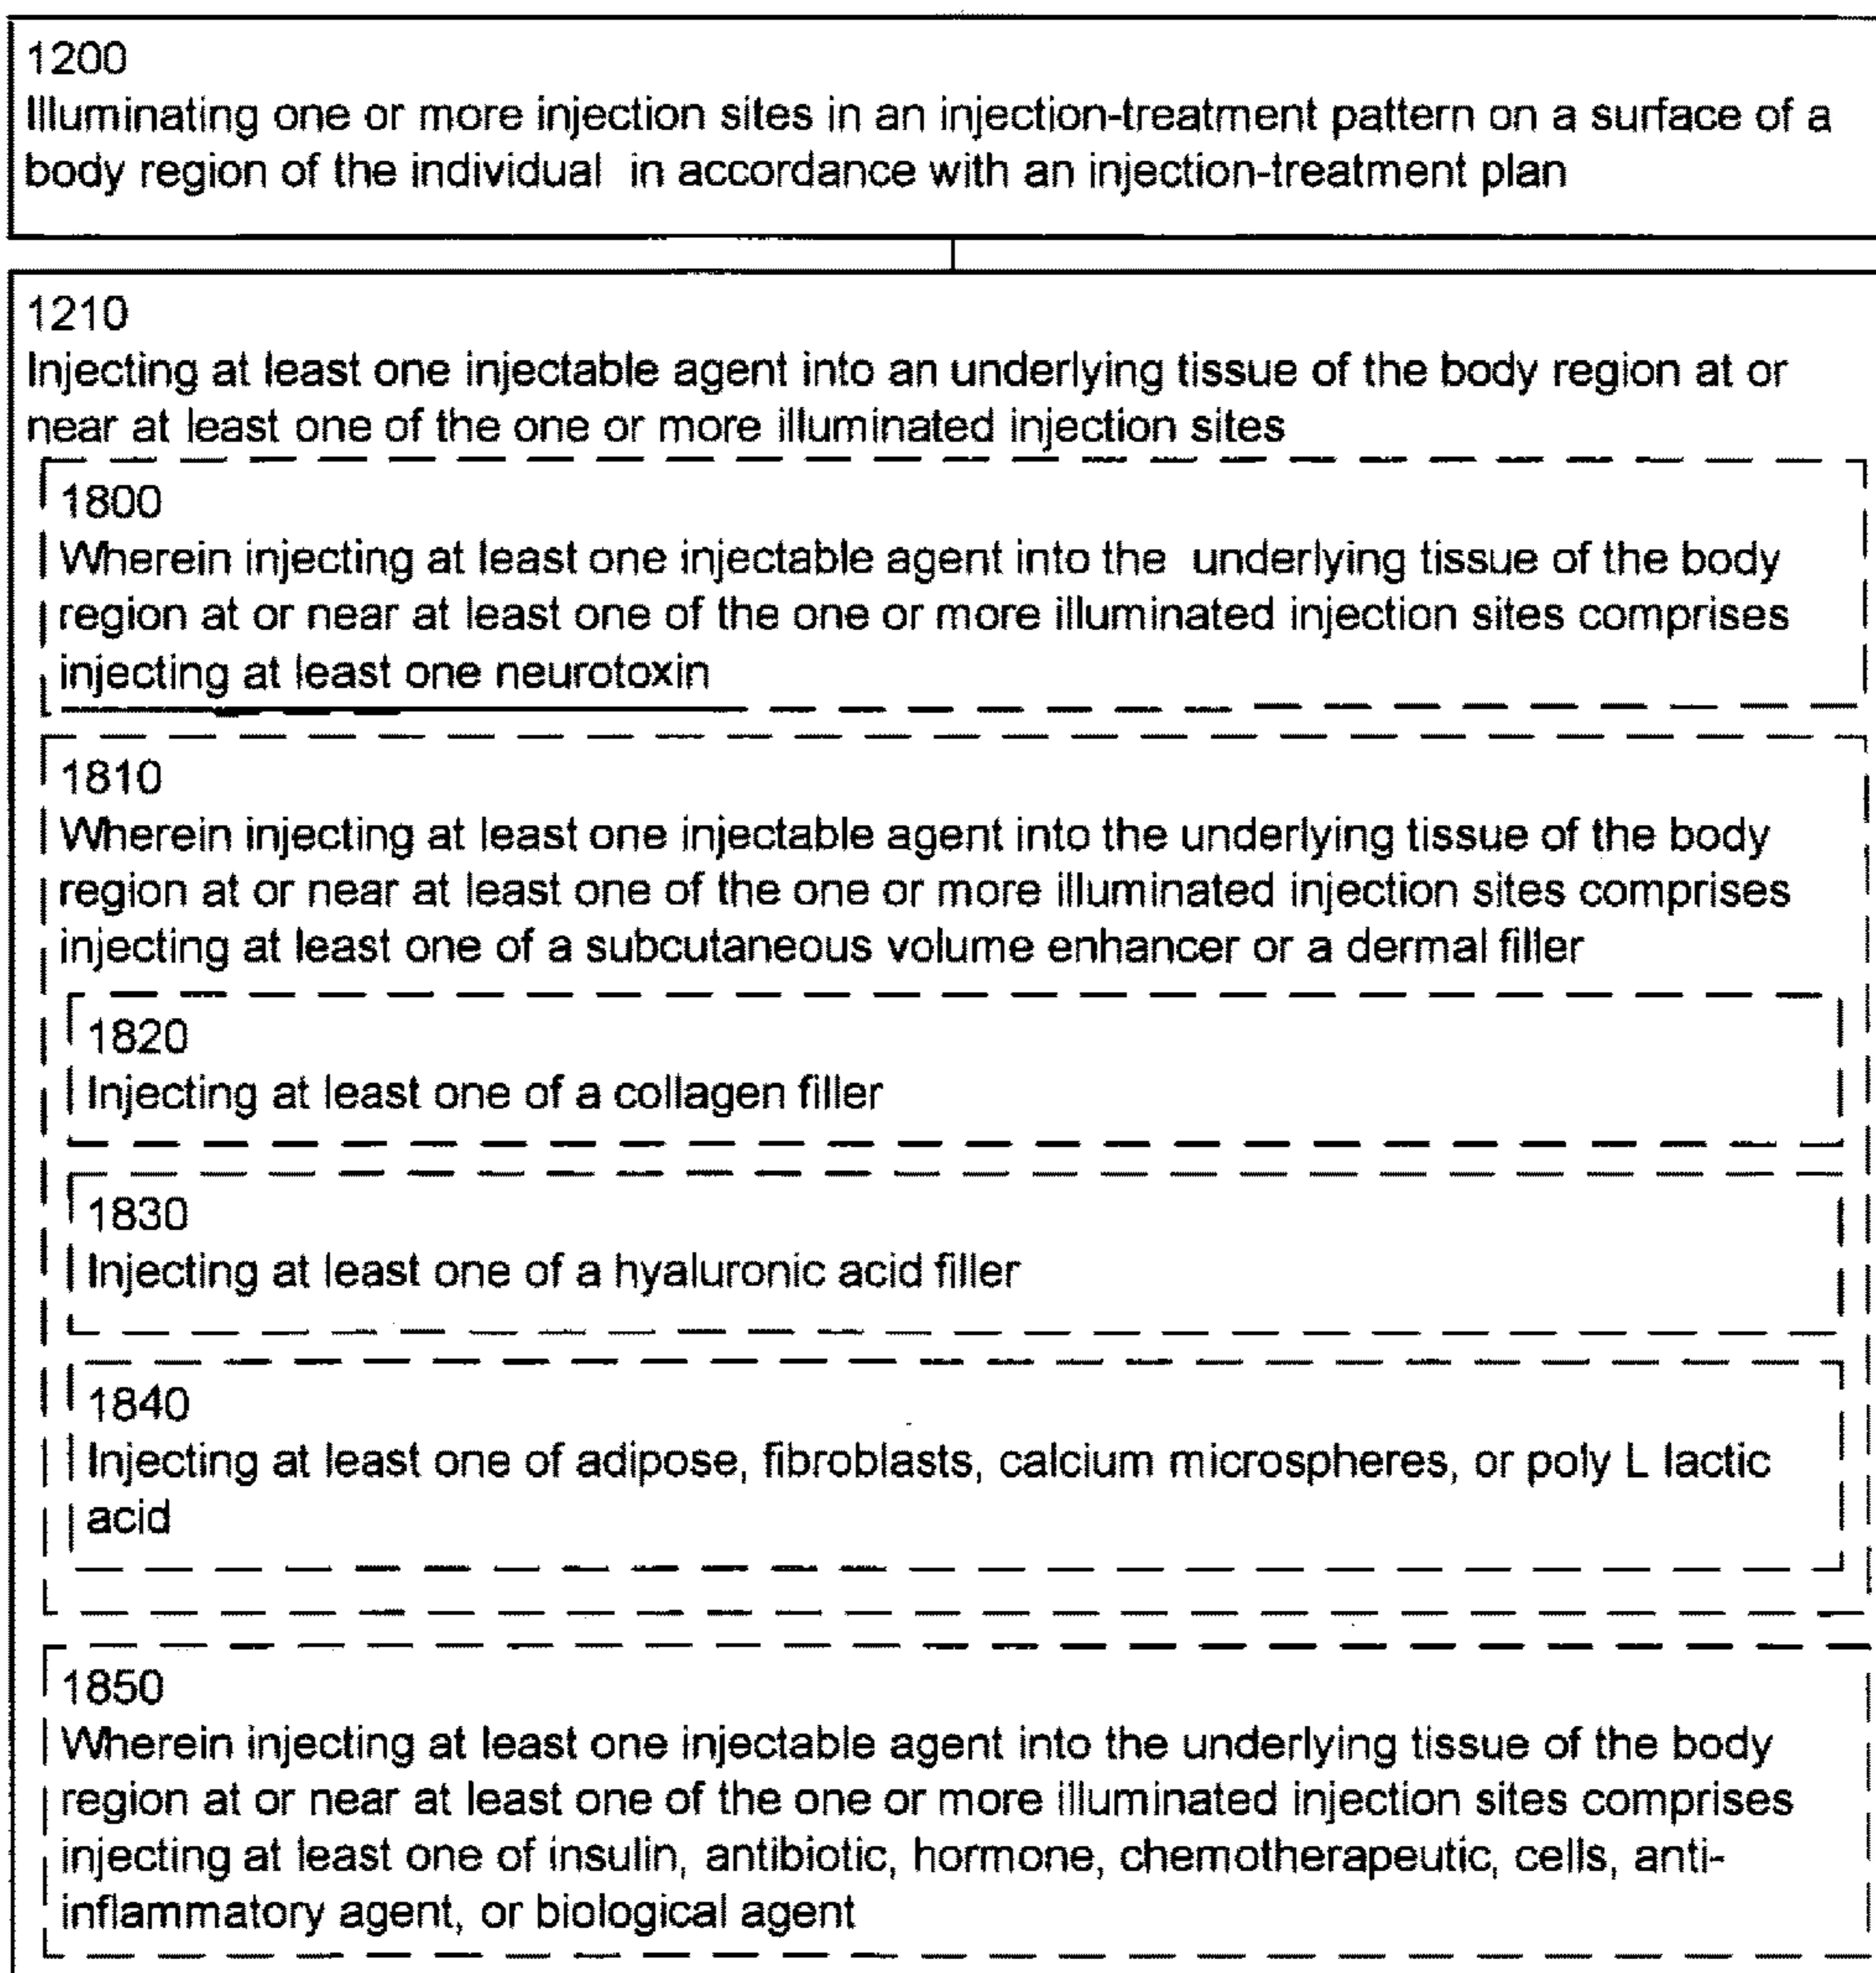 1200
Illuminating one or more injection sites in an injection-treatment pattern on a surface of a
body region of the individual in accordance with an injection-treatment plan
1210
Injecting at least one injectable agent into an underlying tissue of the body region at or
near at least one of the one or more illuminated injection sites
1800
Wherein injecting at least one injectable agent into the underlying tissue of the body
region at or near at least one of the one or more illuminated injection sites comprises
injecting at least one neurotoxin
1810
Wherein injecting at least one injectable agent into the underlying tissue of the body
region at or near at least one of the one or more illuminated injection sites comprises
injecting at least one of a subcutaneous volume enhancer or a dermal filler
1820
Injecting at least one of a collagen filler
1830
Injecting at least one of a hyaluronic acid filler
1840
Injecting at least one of adipose, fibroblasts, calcium microspheres, or poly L lactic
acid
1850
Wherein injecting at least one injectable agent into the underlying tissue of the body
region at or near at least one of the one or more illuminated injection sites comprises
injecting at least one of insulin, antibiotic, hormone, chemotherapeutic, cells, anti-
inflammatory agent, or biological agent